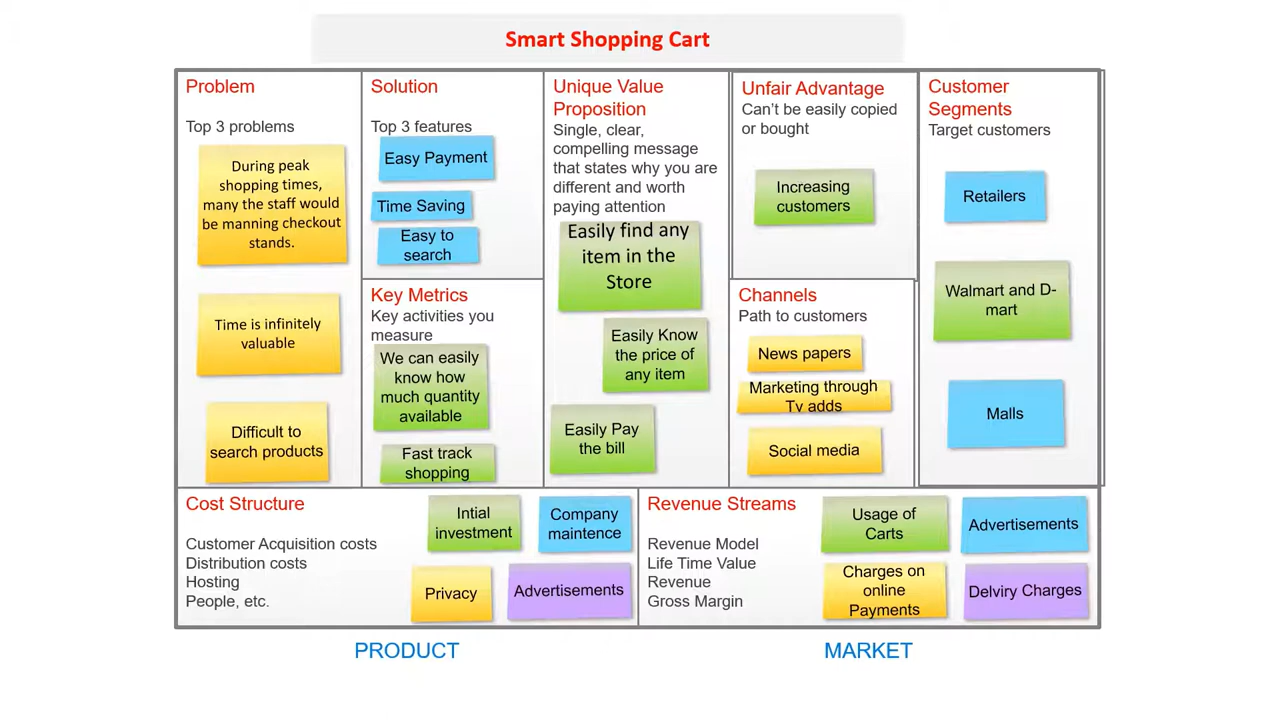 Smart Shopping Cart
Problem
Top 3 problems
During peak
shopping times,
many the staff would
be manning checkout
stands.
Time is infinitely
valuable
Difficult to
search products
Solution
Top 3 features
Easy Payment
Time Saving
Easy to
search
Key Metrics
Key activities you
measure
We can easily
know how
much quantity
available
Fast track
shopping
Unique Value
Proposition
Single, clear,
compelling message
that states why you are
different and worth
paying attention
Easily find any
item in the
Store
Easily Know
the price of
any item
Easily Pay
the bill
Unfair Advantage
Can't be easily copied
or bought
Increasing
customers
Channels
Path to customers
News papers
Marketing through
Tv adds
Social media
Customer
Segments
Target customers
Retailers
Walmart and D-
mart
Malls
Cost Structure
Customer Acquisition costs
Distribution costs
Hosting
People, etc.
Intial
investment
Company
maintence
Privacy
Advertisements
Revenue Streams
Revenue Model
Life Time Value
Revenue
Gross Margin
Usage of
Carts
Advertisements
Charges on
online
Payments
Delviry Charges
PRODUCT
MARKET